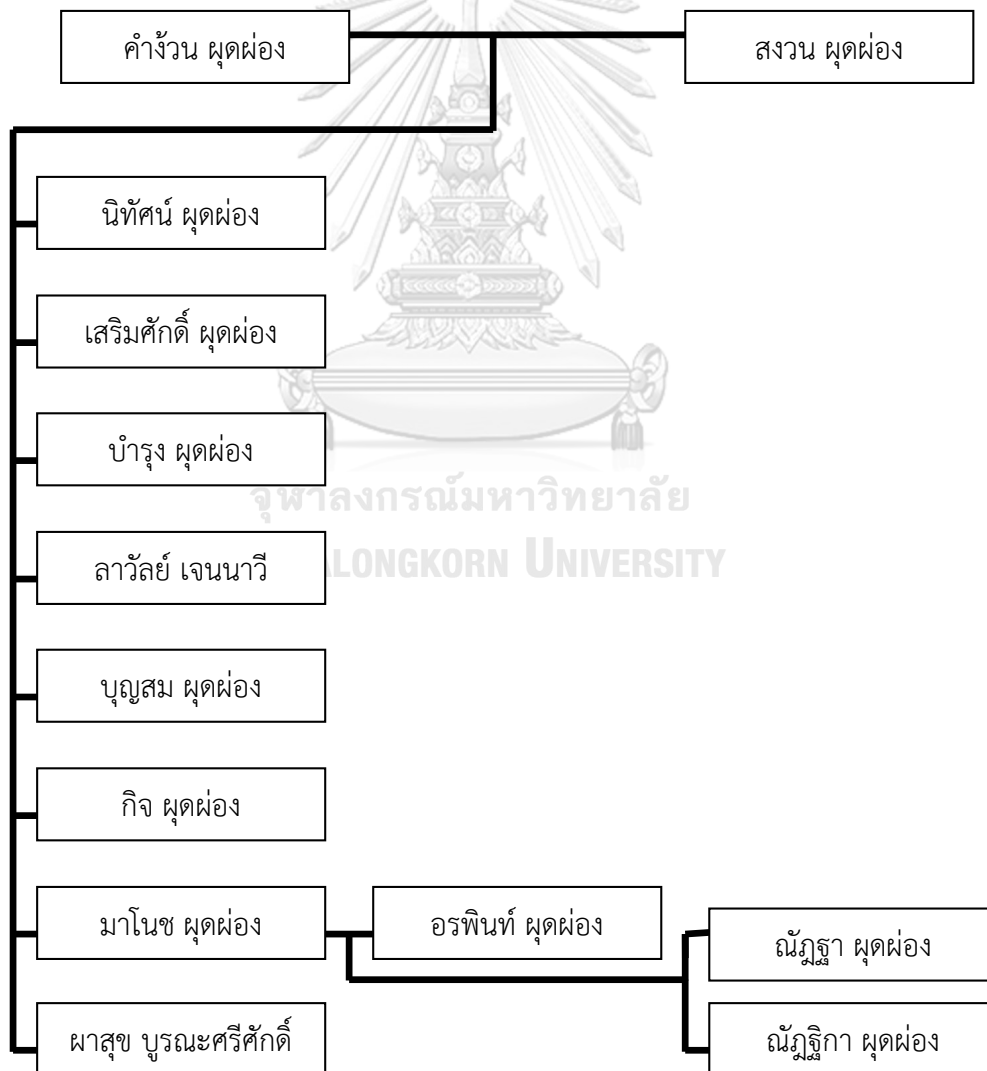 คำง้วน ผุดผ่อง
สงวน ผุดผ่อง
นิทัศน์ ผุดผ่อง
เสริมศักดิ์ ผุดผ่อง
บำรุง ผุดผ่อง
จุฬาลงกรณ์มหาวิทยาลัย
ลาวัลย์ เจนนาวี
ALONGKORN UNIVERSITY
บุญสม ผุดผ่อง
กิจ ผุดผ่อง
มาโนช ผุดผ่อง
อรพินท์ ผุดผ่อง
ณัฎฐา ผุดผ่อง
ผาสุข บูรณะศรีศักดิ์
ณัฎฐิกา ผุดผ่อง